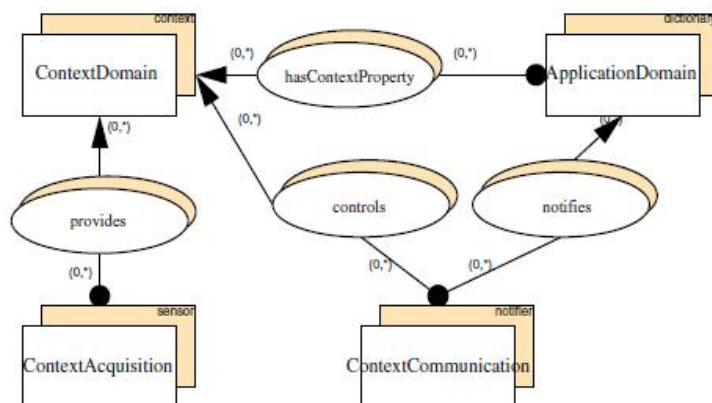 context
dictionary
ContextDomain
(0,*)
(0,*)
hasContextProperty
ApplicationDomain
(0,*)
(0,*)
(0,*)
provides
controls
notifies
(0,*)
(0,*)
(0,*)
sensor
notifier
ContextAcquisition
ContextCommunication